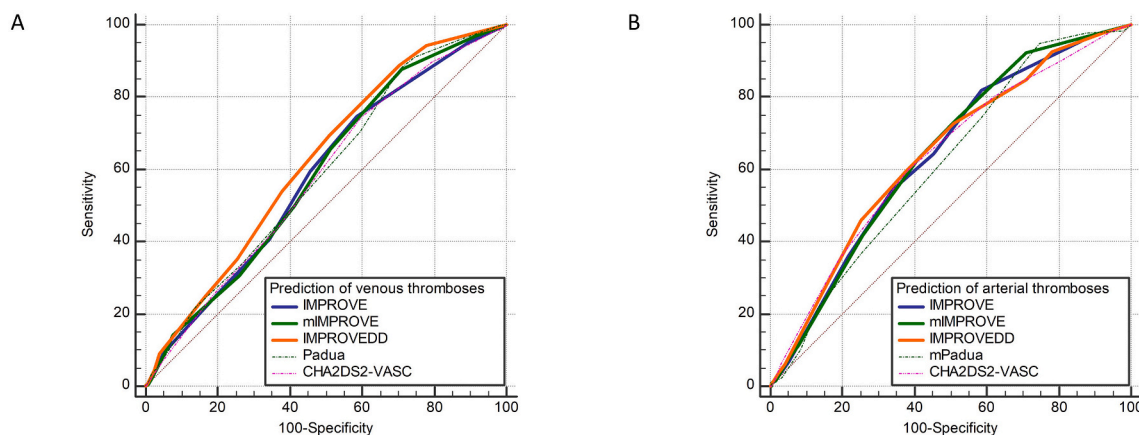 A
Sensitivity
100
80
60
40
20
0
0 20 40 60 80 100
100-Specificity
Prediction of venous thromboses
IMPROVE
mIMPROVE
IMPROVEDD
Padua
CHA2DS2-VASC
B
Sensitivity
100
80
60
40
20
0
0 20 40 60 80 100
100-Specificity
Prediction of arterial thromboses
IMPROVE
mIMPROVE
IMPROVEDD
mPadua
CHA2DS2-VASC